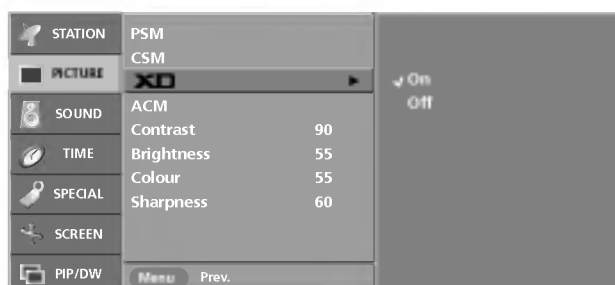 STATION
PICTURE
SOUND
TIME
SPECIAL
SCREEN
PIP/DW
PSM
CSM
XD
ACM
Contrast 90
Brightness 55
Colour 55
Sharpness 60
Menu Prev.
On
Off